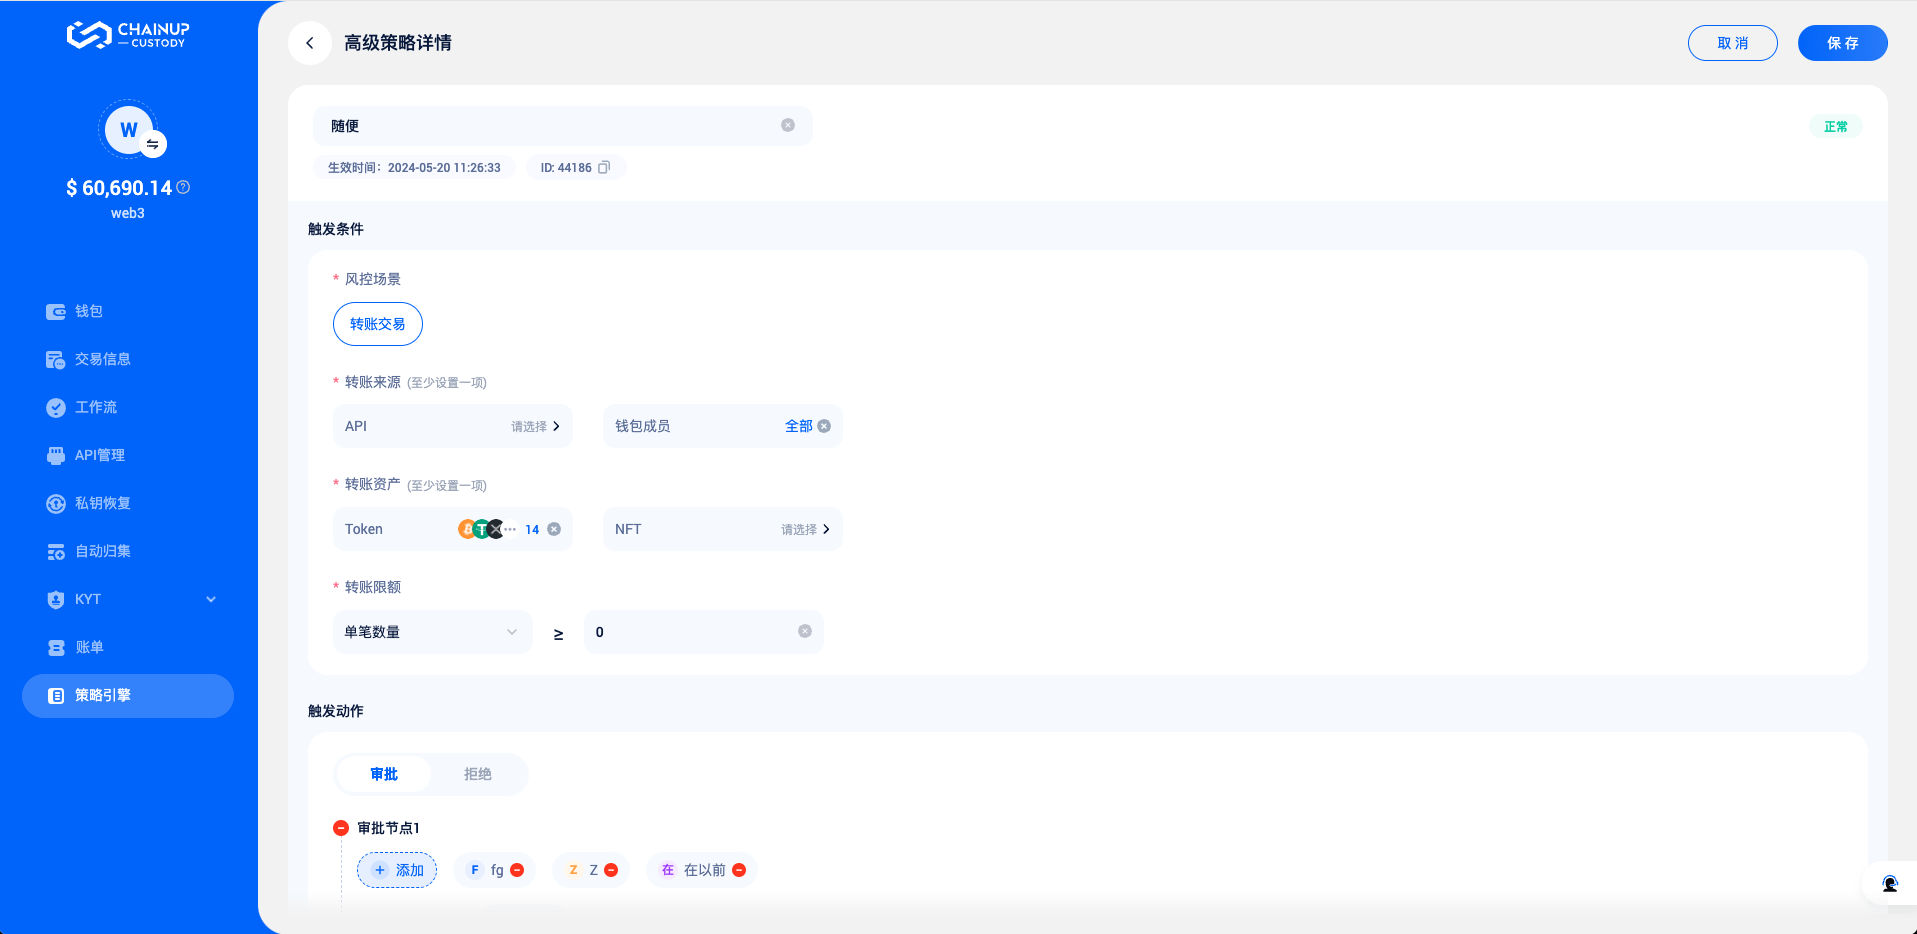 CHAINUP
CUSTODY
W
$ 60,690.14
web3
钱包
交易信息
工作流
API管理
私钥恢复
自动归集
KYT
账单
策略引擎
高级策略详情
取 消
保 存
随便
正常
生效时间：2024-05-20 11:26:33
ID: 44186
触发条件
* 风控场景
转账交易
* 转账来源 (至少设置一项)
API 请选择
钱包成员 全部
* 转账资产 (至少设置一项)
Token 14
NFT 请选择
* 转账限额
单笔数量 ≥ 0
触发动作
审批 拒绝
审批节点1
+ 添加 F fg Z Z 在 在以前